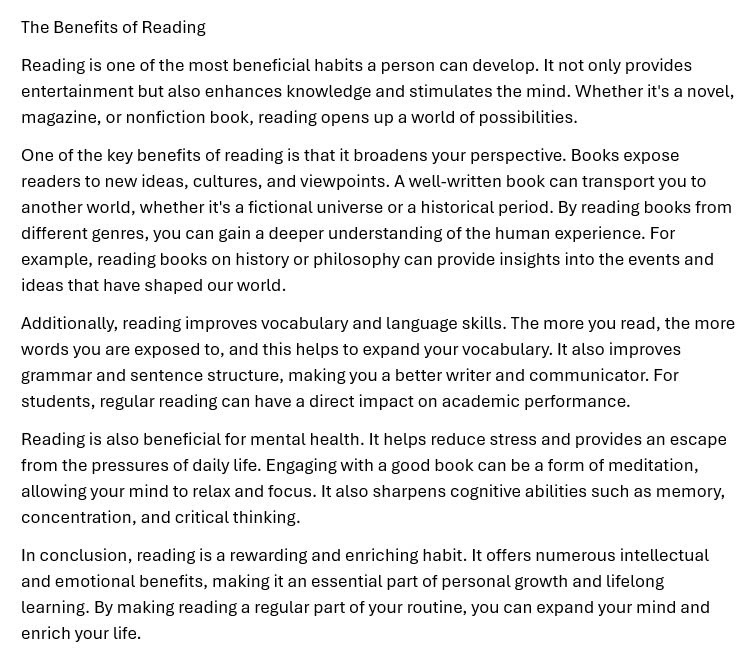 The Benefits of Reading
Reading is one of the most beneficial habits a person can develop. It not only provides
entertainment but also enhances knowledge and stimulates the mind. Whether it's a novel,
magazine, or nonfiction book, reading opens up a world of possibilities.
One of the key benefits of reading is that it broadens your perspective. Books expose
readers to new ideas, cultures, and viewpoints. A well-written book can transport you to
another world, whether it's a fictional universe or a historical period. By reading books from
different genres, you can gain a deeper understanding of the human experience. For
example, reading books on history or philosophy can provide insights into the events and
ideas that have shaped our world.
Additionally, reading improves vocabulary and language skills. The more you read, the more
words you are exposed to, and this helps to expand your vocabulary. It also improves
grammar and sentence structure, making you a better writer and communicator. For
students, regular reading can have a direct impact on academic performance.
Reading is also beneficial for mental health. It helps reduce stress and provides an escape
from the pressures of daily life. Engaging with a good book can be a form of meditation,
allowing your mind to relax and focus. It also sharpens cognitive abilities such as memory,
concentration, and critical thinking.
In conclusion, reading is a rewarding and enriching habit. It offers numerous intellectual
and emotional benefits, making it an essential part of personal growth and lifelong
learning. By making reading a regular part of your routine, you can expand your mind and
enrich your life.